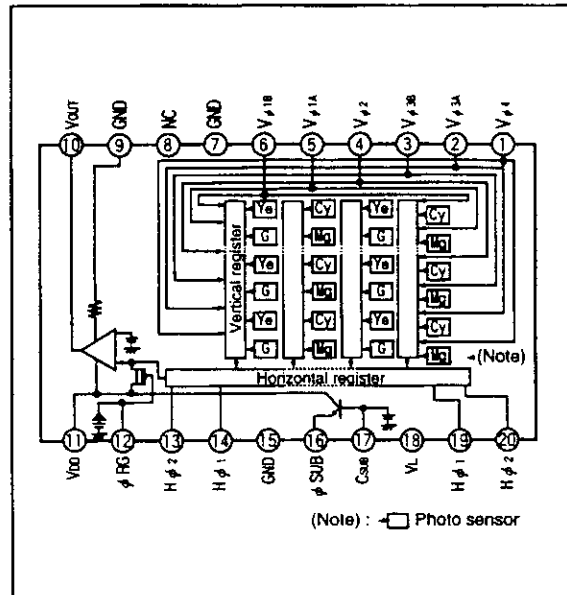 VOUT GND NC GND Vφ1B Vφ1A Vφ2 Vφ3B Vφ3A Vφ4
10 9 8 7 6 5 4 3 2 1
Vertical register
Ye Cy Ye Cy
G Mg G Mg
Ye Cy Ye Cy
G Mg G Mg
Ye Cy Ye Cy
G Mg G Mg
(Note)
Horizontal register
11 12 13 14 15 16 17 18 19 20
VDD φRG Hφ2 Hφ1 GND φSUB CSUB VL Hφ1 Hφ2
(Note) : Photo sensor